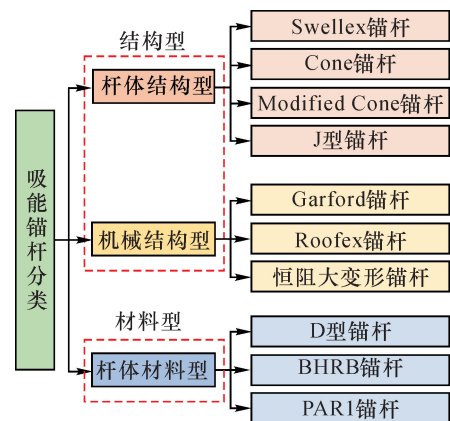 吸能锚杆分类
结构型
杆体结构型
Swellex锚杆
Cone锚杆
Modified Cone锚杆
J型锚杆
机械结构型
Garford锚杆
Roofex锚杆
恒阻大变形锚杆
材料型
杆体材料型
D型锚杆
BHRB锚杆
PAR1锚杆